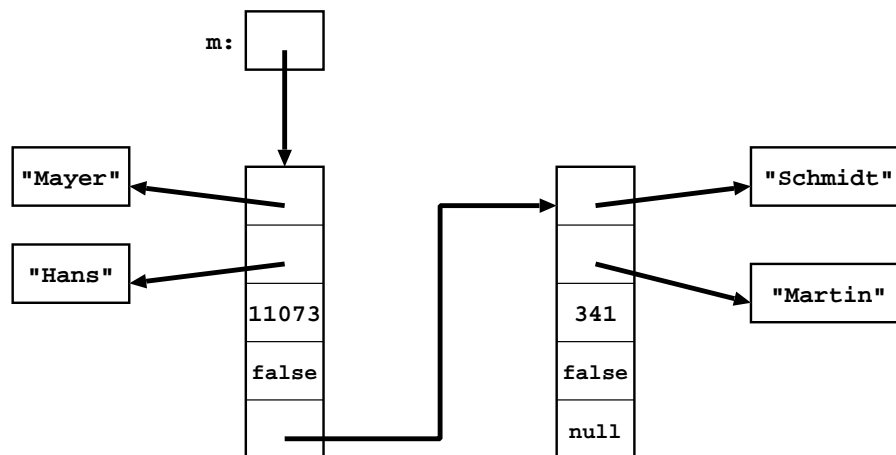 m:
"Mayer"
"Schmidt"
"Hans"
"Martin"
11073
341
false
false
null